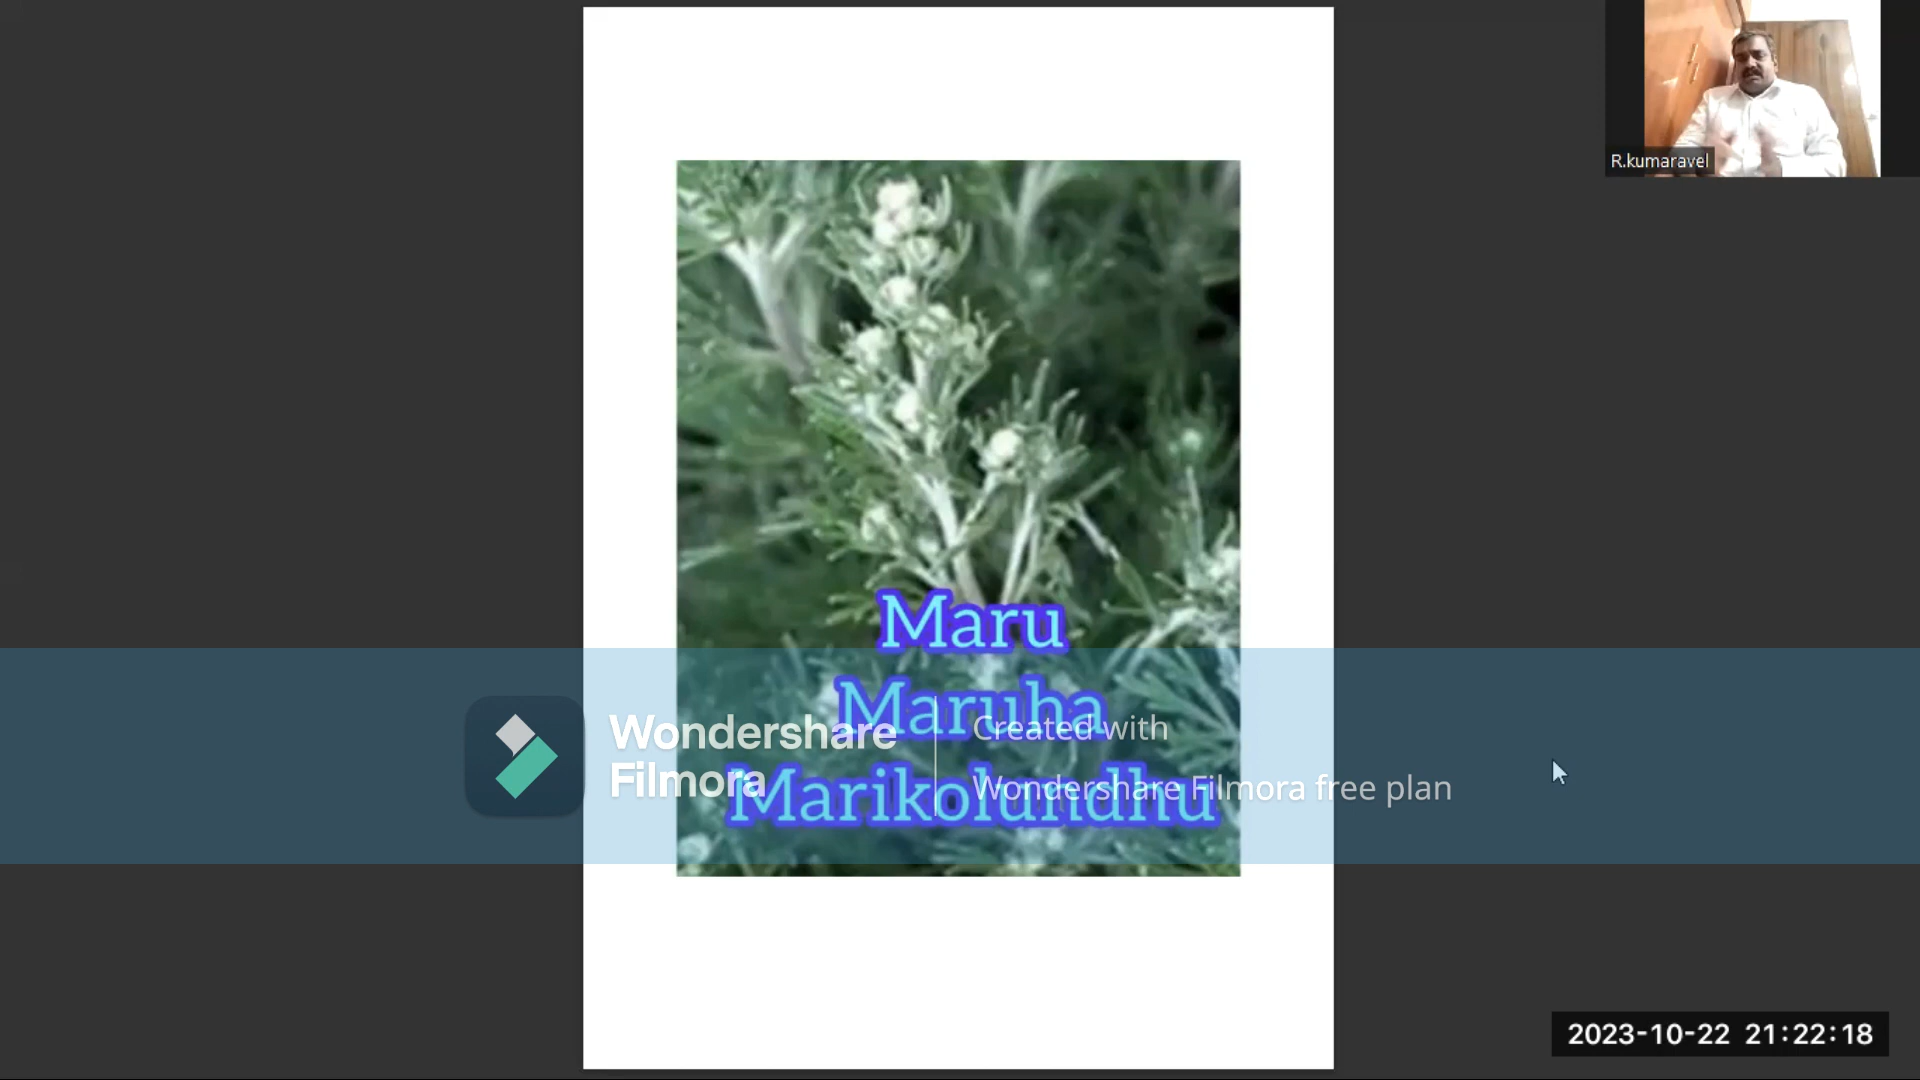 R.kumaravel
Maru
Maruha
Marikolundhu
Wondershare
Filmora
Created with
Wondershare Filmora free plan
2023-10-22 21:22:18